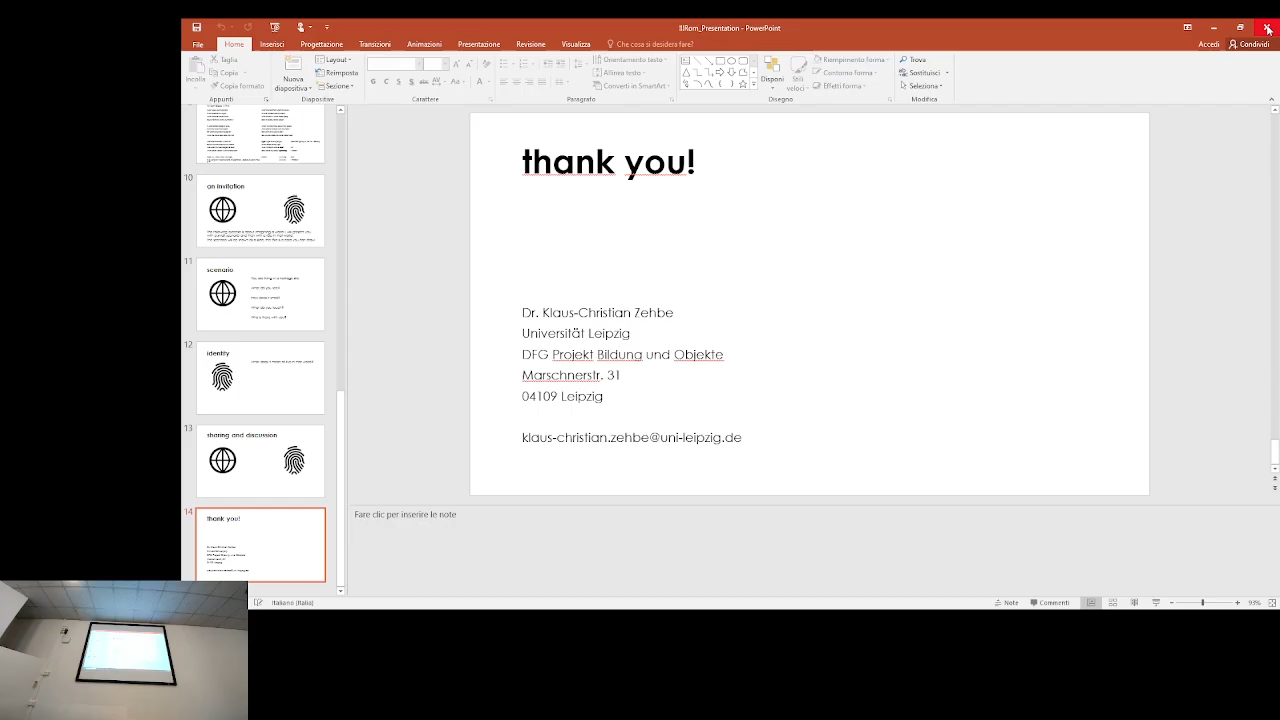 tURom_Presentation - PowerPoint
File
Home
Inserisci
Progettazione
Transizioni
Animazioni
Presentazione
Revisione
Visualizza
Che cosa si desidera fare?
Accedi
Condividi
Incolla
Taglia
Copia
Copia formato
Appunti
Nuova
diapositiva
Layout
Reimposta
Sezione
Diapositive
G C S S abc AV Aa A
Carattere
Orientamento testo
Allinea testo
Converti in SmartArt
Paragrafo
Disponi
Stili
veloci
Riempimento forma
Contorno forma
Effetti forma
Disegno
Trova
Sostituisci
Seleziona
Modifica
10
an invitation
11
scenario
12
identity
13
sharing and discussion
14
thank you!
thank you!
Dr. Klaus-Christian Zehbe
Universität Leipzig
DFG Projekt Bildung und Objekte
Marschnerstr. 31
04109 Leipzig
klaus-christian.zehbe@uni-leipzig.de
Fare clic per inserire le note
Italiano (Italia)
Note
Commenti
93%